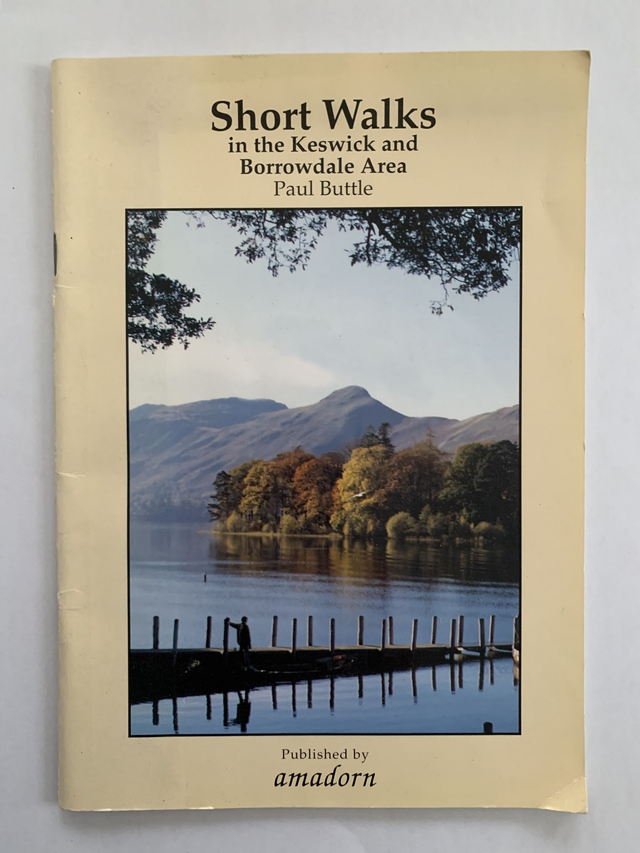 Short Walks
in the Keswick and
Borrowdale Area
Paul Buttle
Published by
amadorn